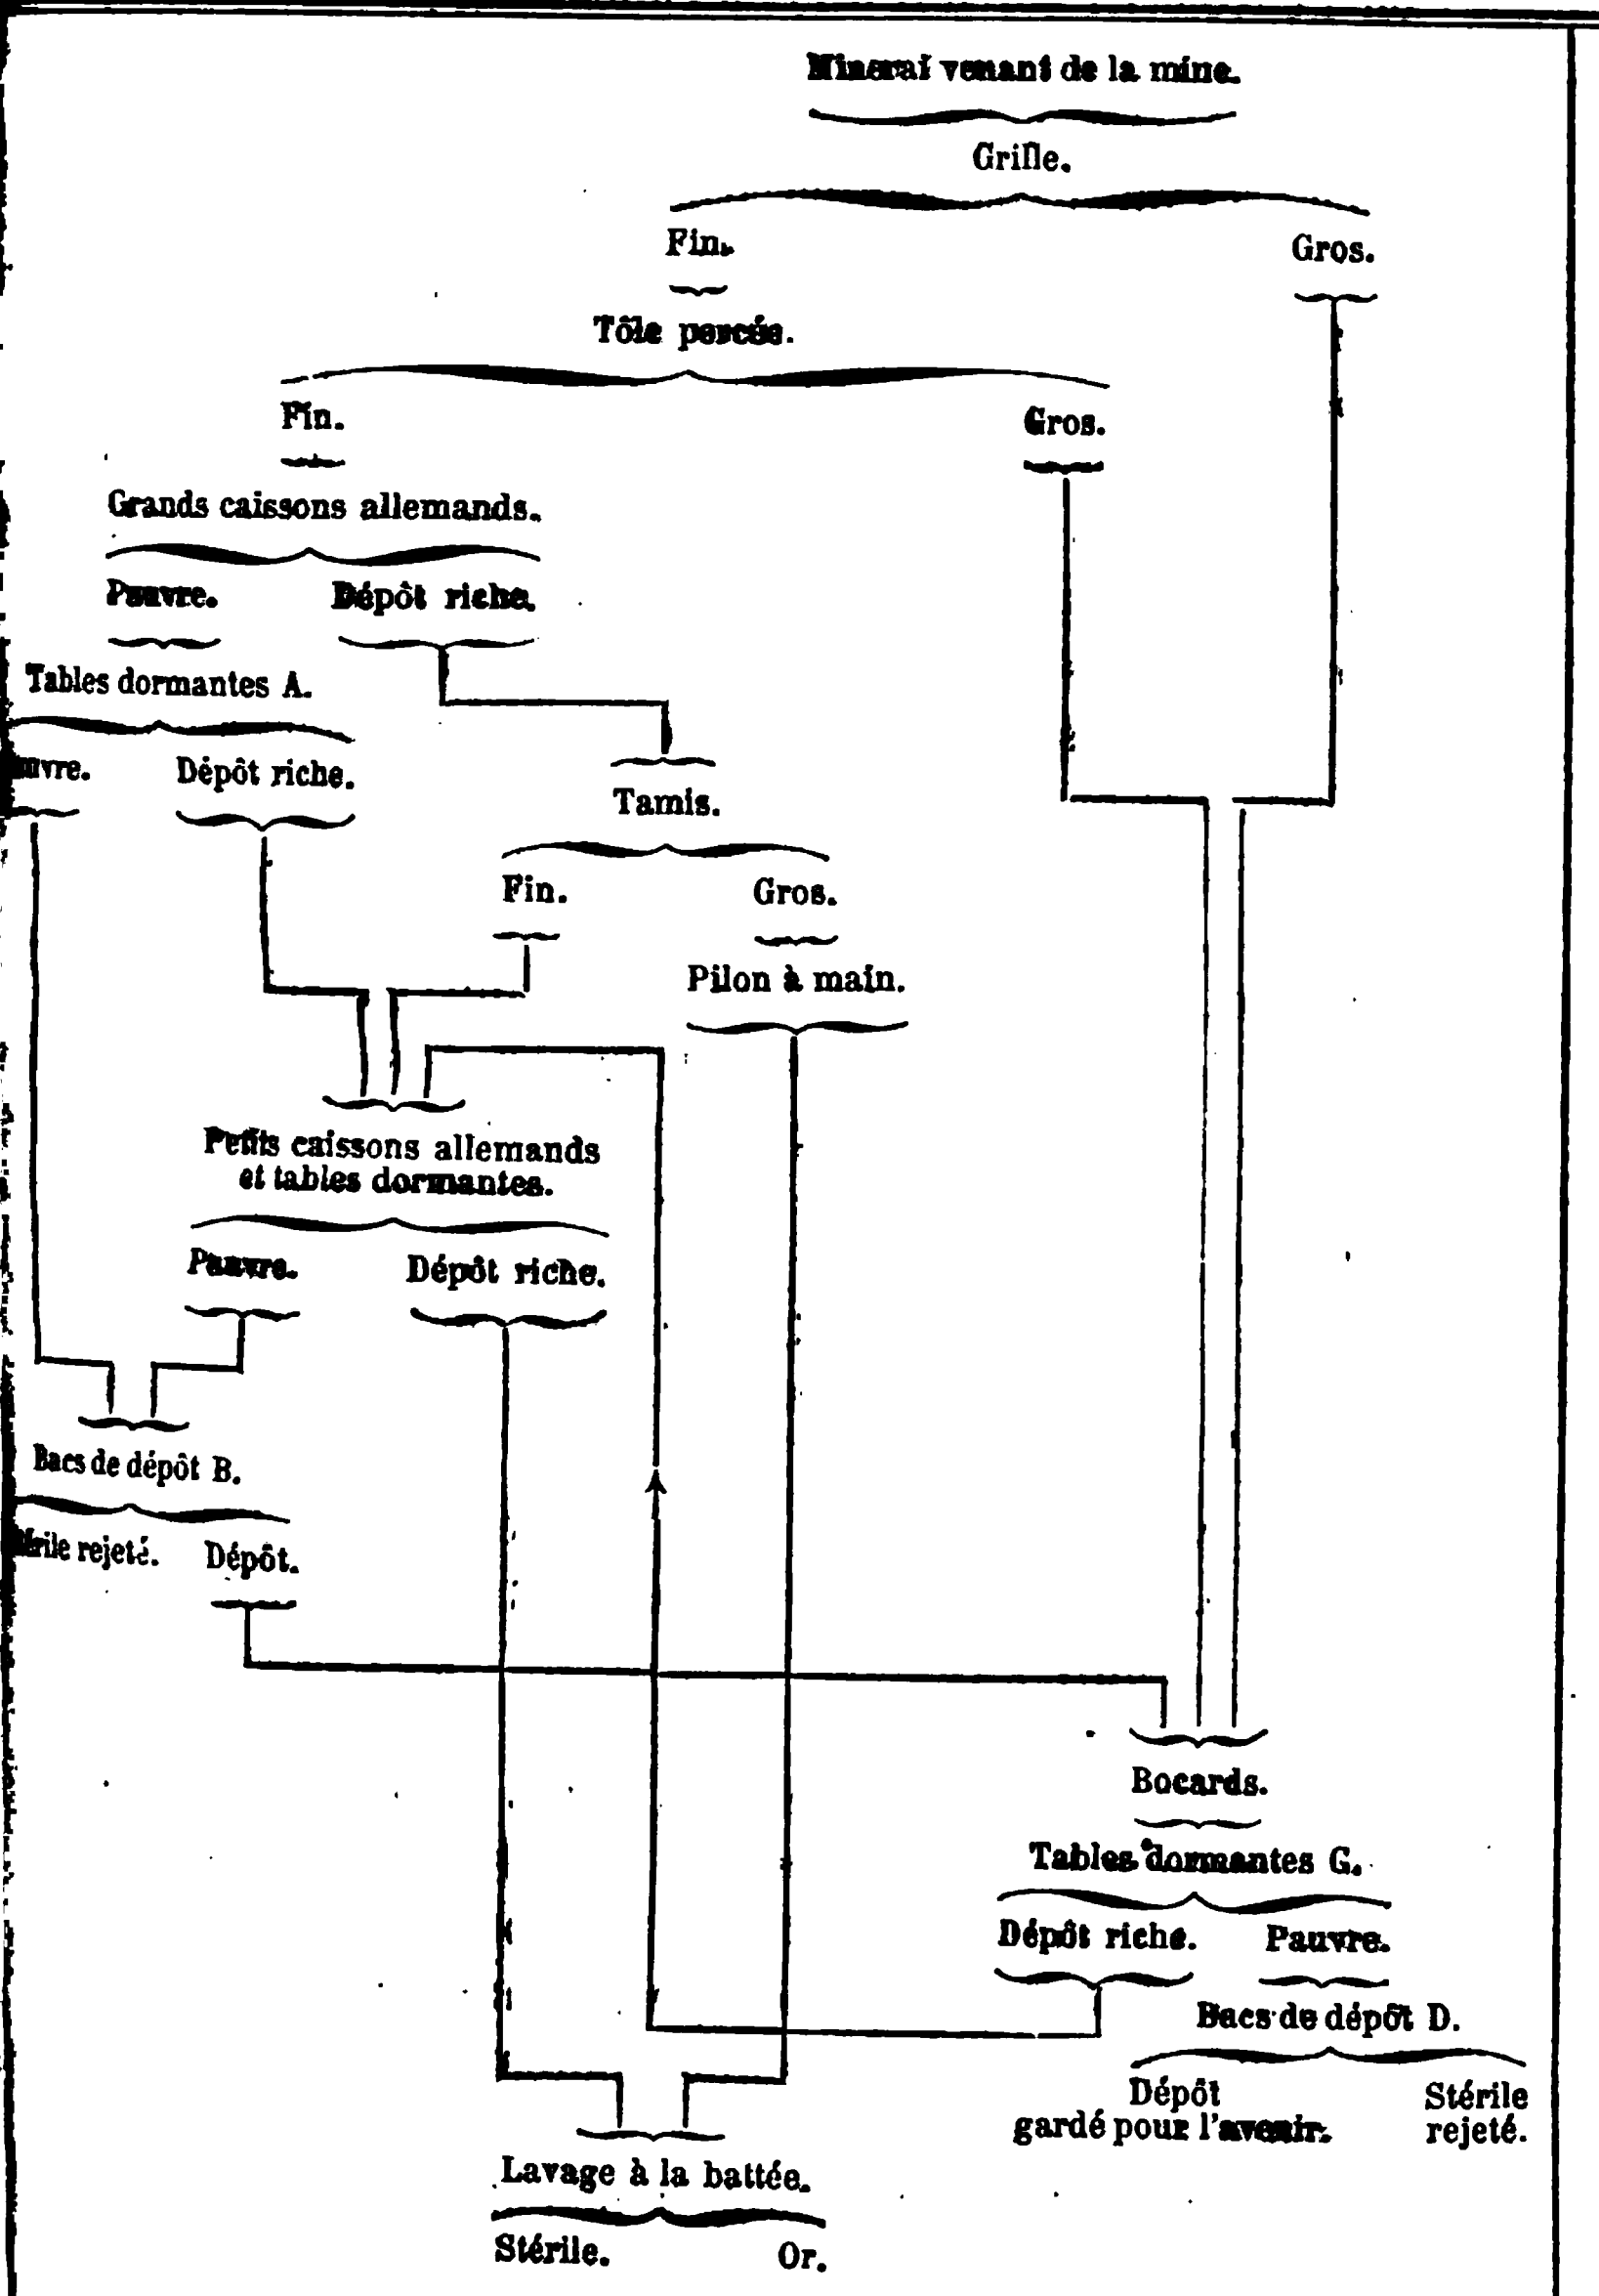 Minerai venant de la mine.
Grille.
Fin.
Gros.
Tôle percée.
Fin.
Gros.
Grands caissons allemands.
Pauvre.
Dépôt riche.
Tables dormantes A.
Dépôt riche.
Tamis.
Fin.
Gros.
Pilon à main.
Petits caissons allemands
et tables dormantes.
Pauvre.
Dépôt riche.
Bacs de dépôt B.
rejeté.
Dépôt.
Bocards.
Tables dormantes G.
Dépôt riche.
Pauvre.
Bacs de dépôt D.
Dépôt
gardé pour l'avenir.
Stérile
rejeté.
Lavage à la battée.
Stérile.
Or.